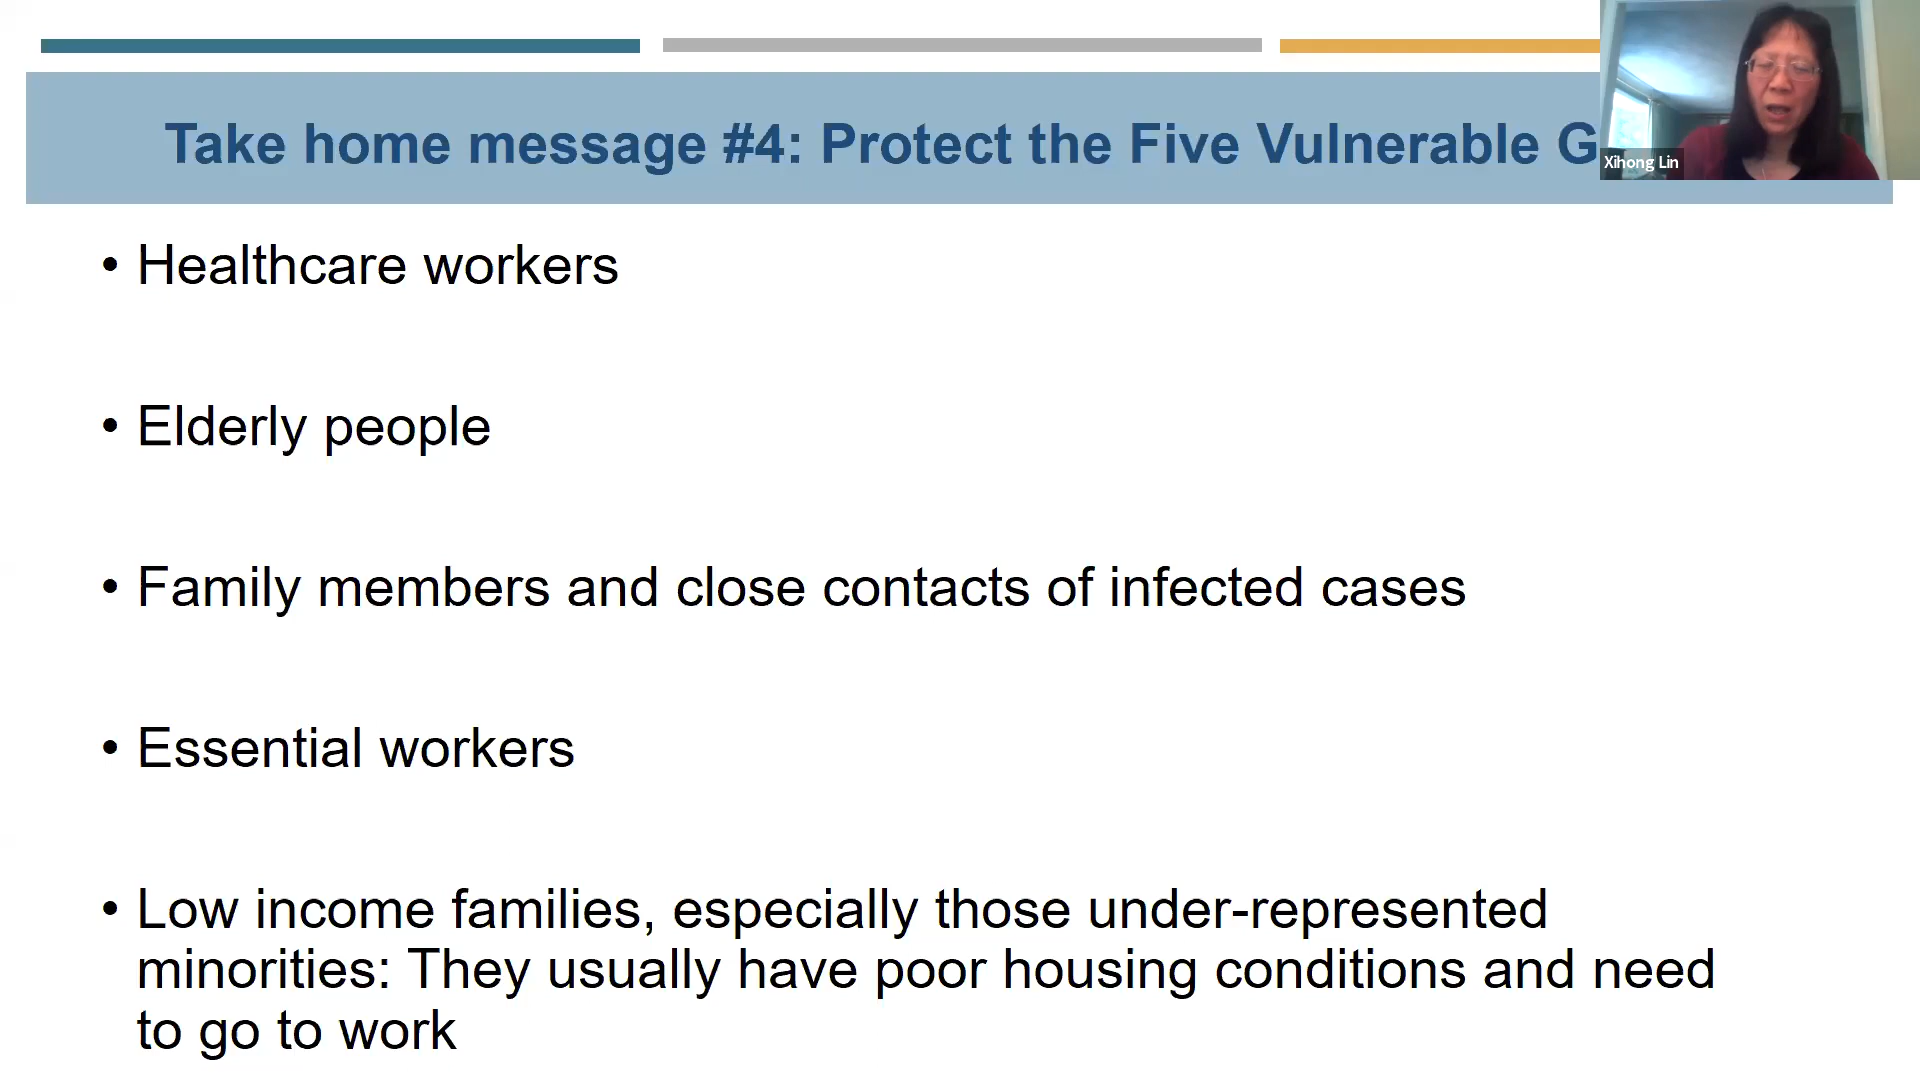 Take home message #4: Protect the Five Vulnerable G
Xihong Lin
• Healthcare workers
• Elderly people
• Family members and close contacts of infected cases
• Essential workers
• Low income families, especially those under-represented
minorities: They usually have poor housing conditions and need
to go to work